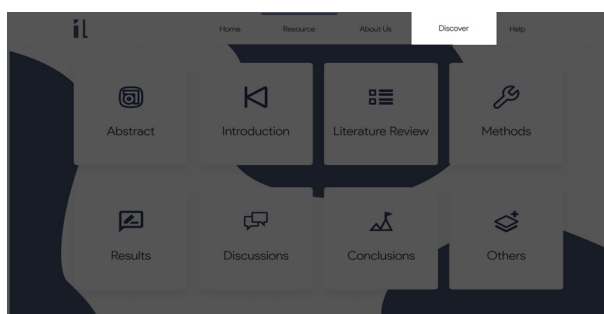 il
Home Resource About Us Discover Help
Abstract Introduction Literature Review Methods
Results Discussions Conclusions Others